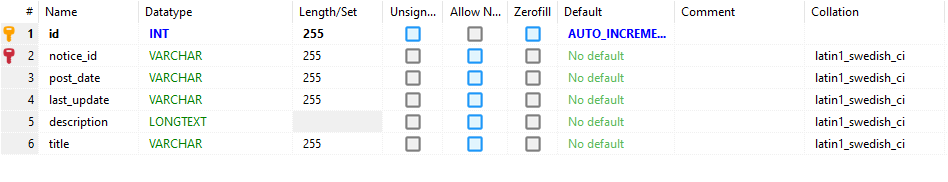 # Name Datatype Length/Set Unsign... Allow N... Zerofill Default Comment Collation
1 id INT 255 AUTO_INCREME...
2 notice_id VARCHAR 255 No default latin1_swedish_ci
3 post_date VARCHAR 255 No default latin1_swedish_ci
4 last_update VARCHAR 255 No default latin1_swedish_ci
5 description LONGTEXT No default latin1_swedish_ci
6 title VARCHAR 255 No default latin1_swedish_ci